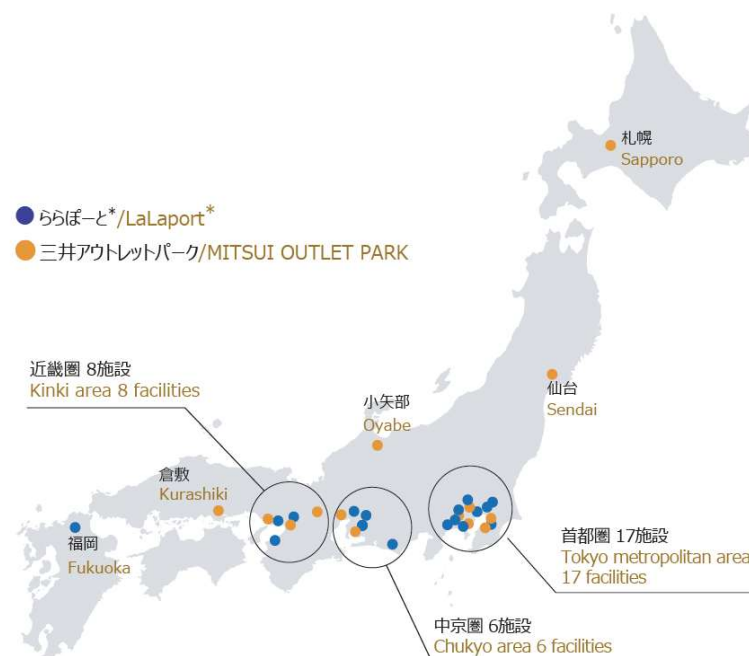 札幌
Sapporo
ららぽーと*/LaLaport*
三井アウトレットパーク/MITSUI OUTLET PARK
近畿圏 8施設
Kinki area 8 facilities
小矢部
Oyabe
仙台
Sendai
倉敷
Kurashiki
福岡
Fukuoka
首都圏 17施設
Tokyo metropolitan area
17 facilities
中京圏 6施設
Chukyo area 6 facilities